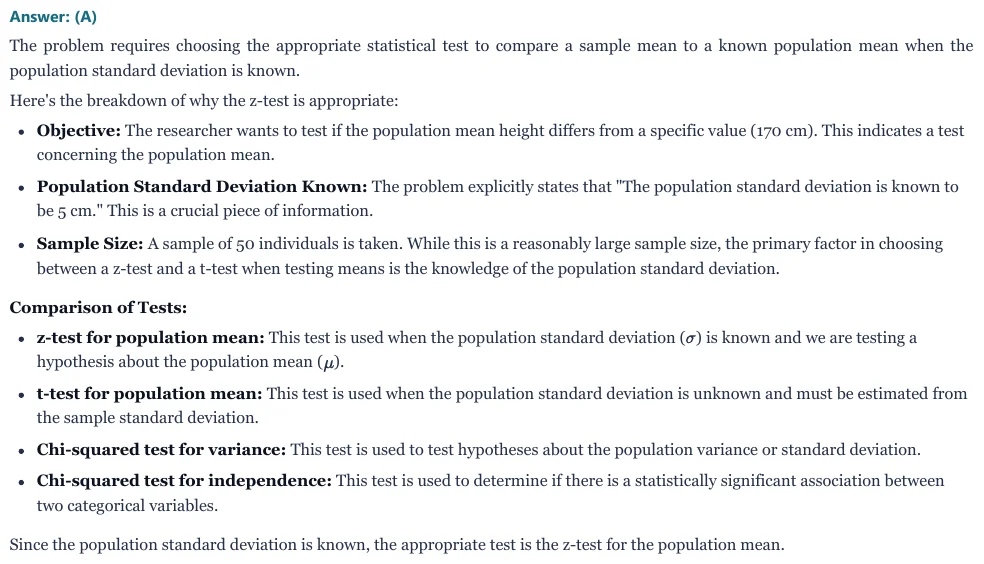 Answer: (A)
The problem requires choosing the appropriate statistical test to compare a sample mean to a known population mean when the
population standard deviation is known.
Here's the breakdown of why the z-test is appropriate:
• Objective: The researcher wants to test if the population mean height differs from a specific value (170 cm). This indicates a test
concerning the population mean.
• Population Standard Deviation Known: The problem explicitly states that "The population standard deviation is known to
be 5 cm." This is a crucial piece of information.
• Sample Size: A sample of 50 individuals is taken. While this is a reasonably large sample size, the primary factor in choosing
between a z-test and a t-test when testing means is the knowledge of the population standard deviation.
Comparison of Tests:
• z-test for population mean: This test is used when the population standard deviation (σ) is known and we are testing a
hypothesis about the population mean (μ).
• t-test for population mean: This test is used when the population standard deviation is unknown and must be estimated from
the sample standard deviation.
• Chi-squared test for variance: This test is used to test hypotheses about the population variance or standard deviation.
• Chi-squared test for independence: This test is used to determine if there is a statistically significant association between
two categorical variables.
Since the population standard deviation is known, the appropriate test is the z-test for the population mean.